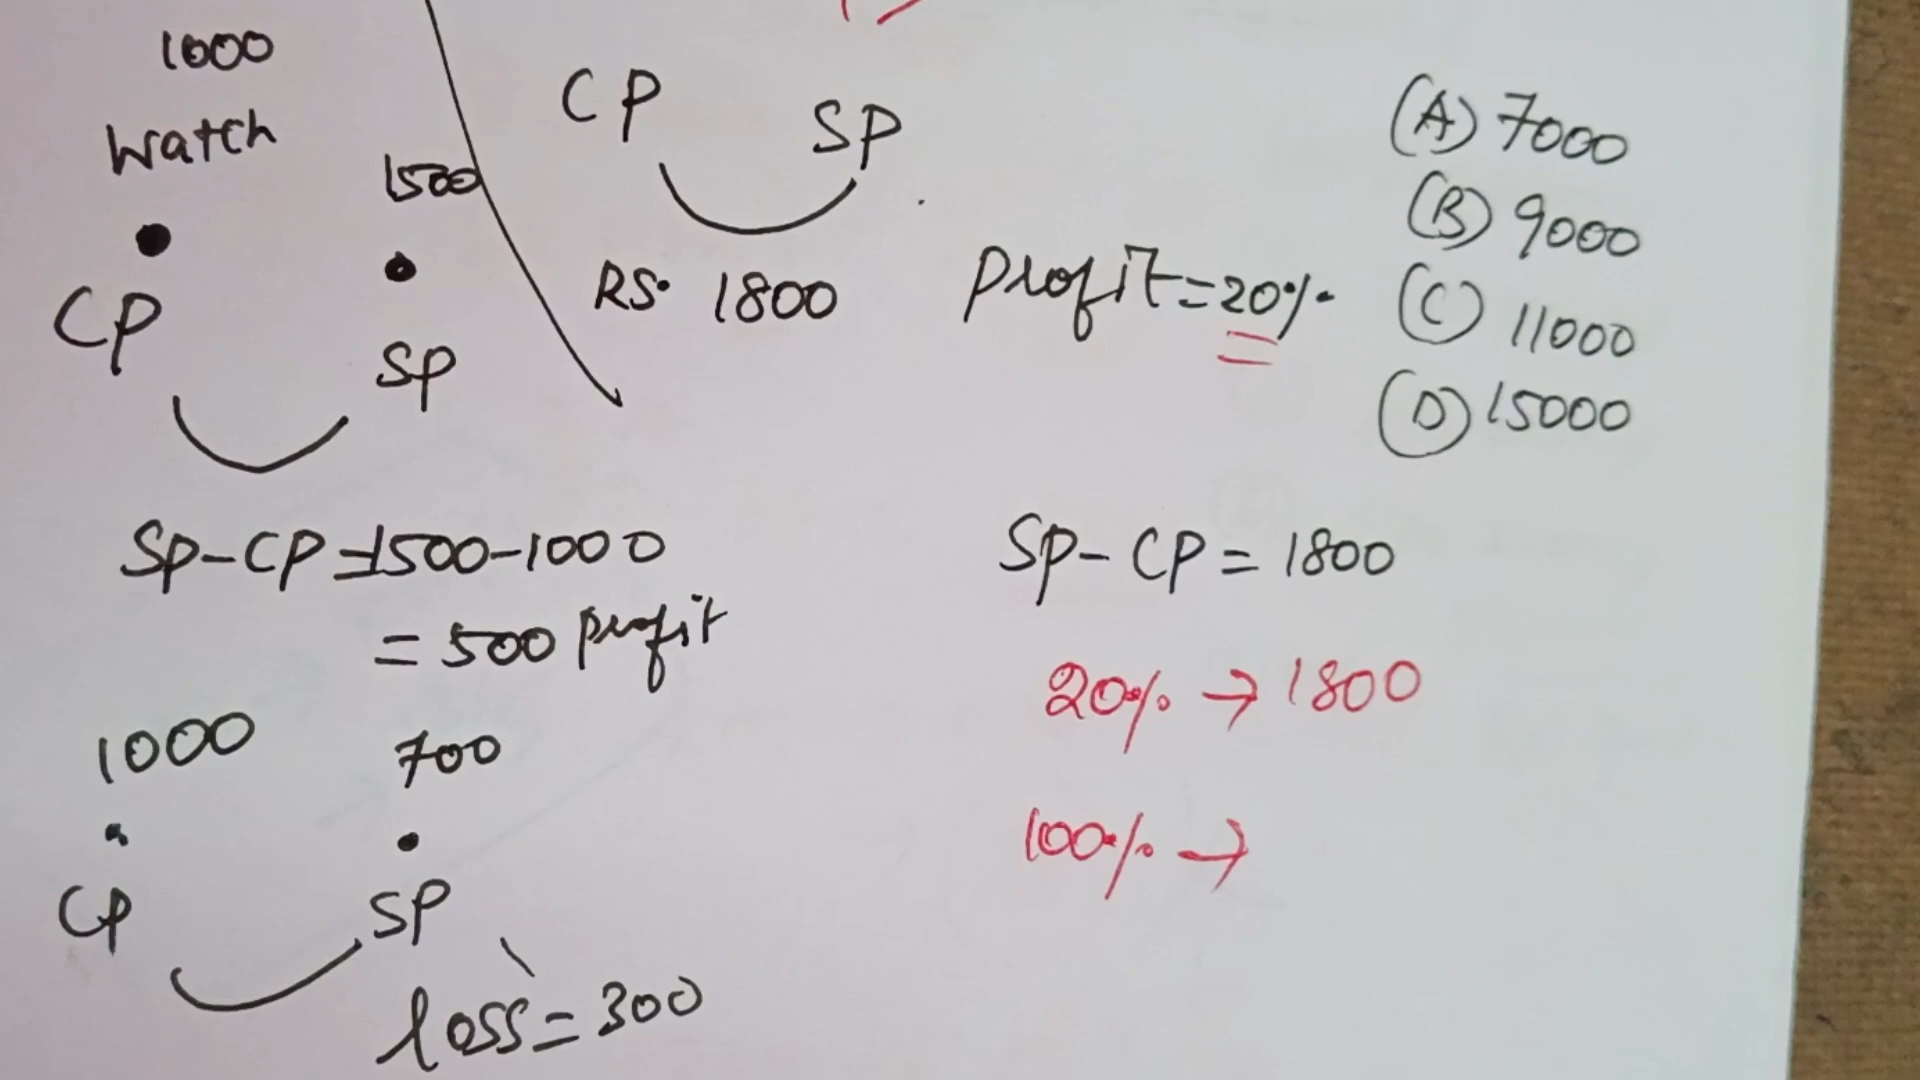 1000
Watch
1500
CP
SP
SP-CP=1500-1000
=500 profit
1000
700
CP
SP
loss=300
CP
SP
RS. 1800
Profit=20%.
(A) 7000
(B) 9000
(C) 11000
(D) 15000
SP-CP=1800
20% → 1800
100% →